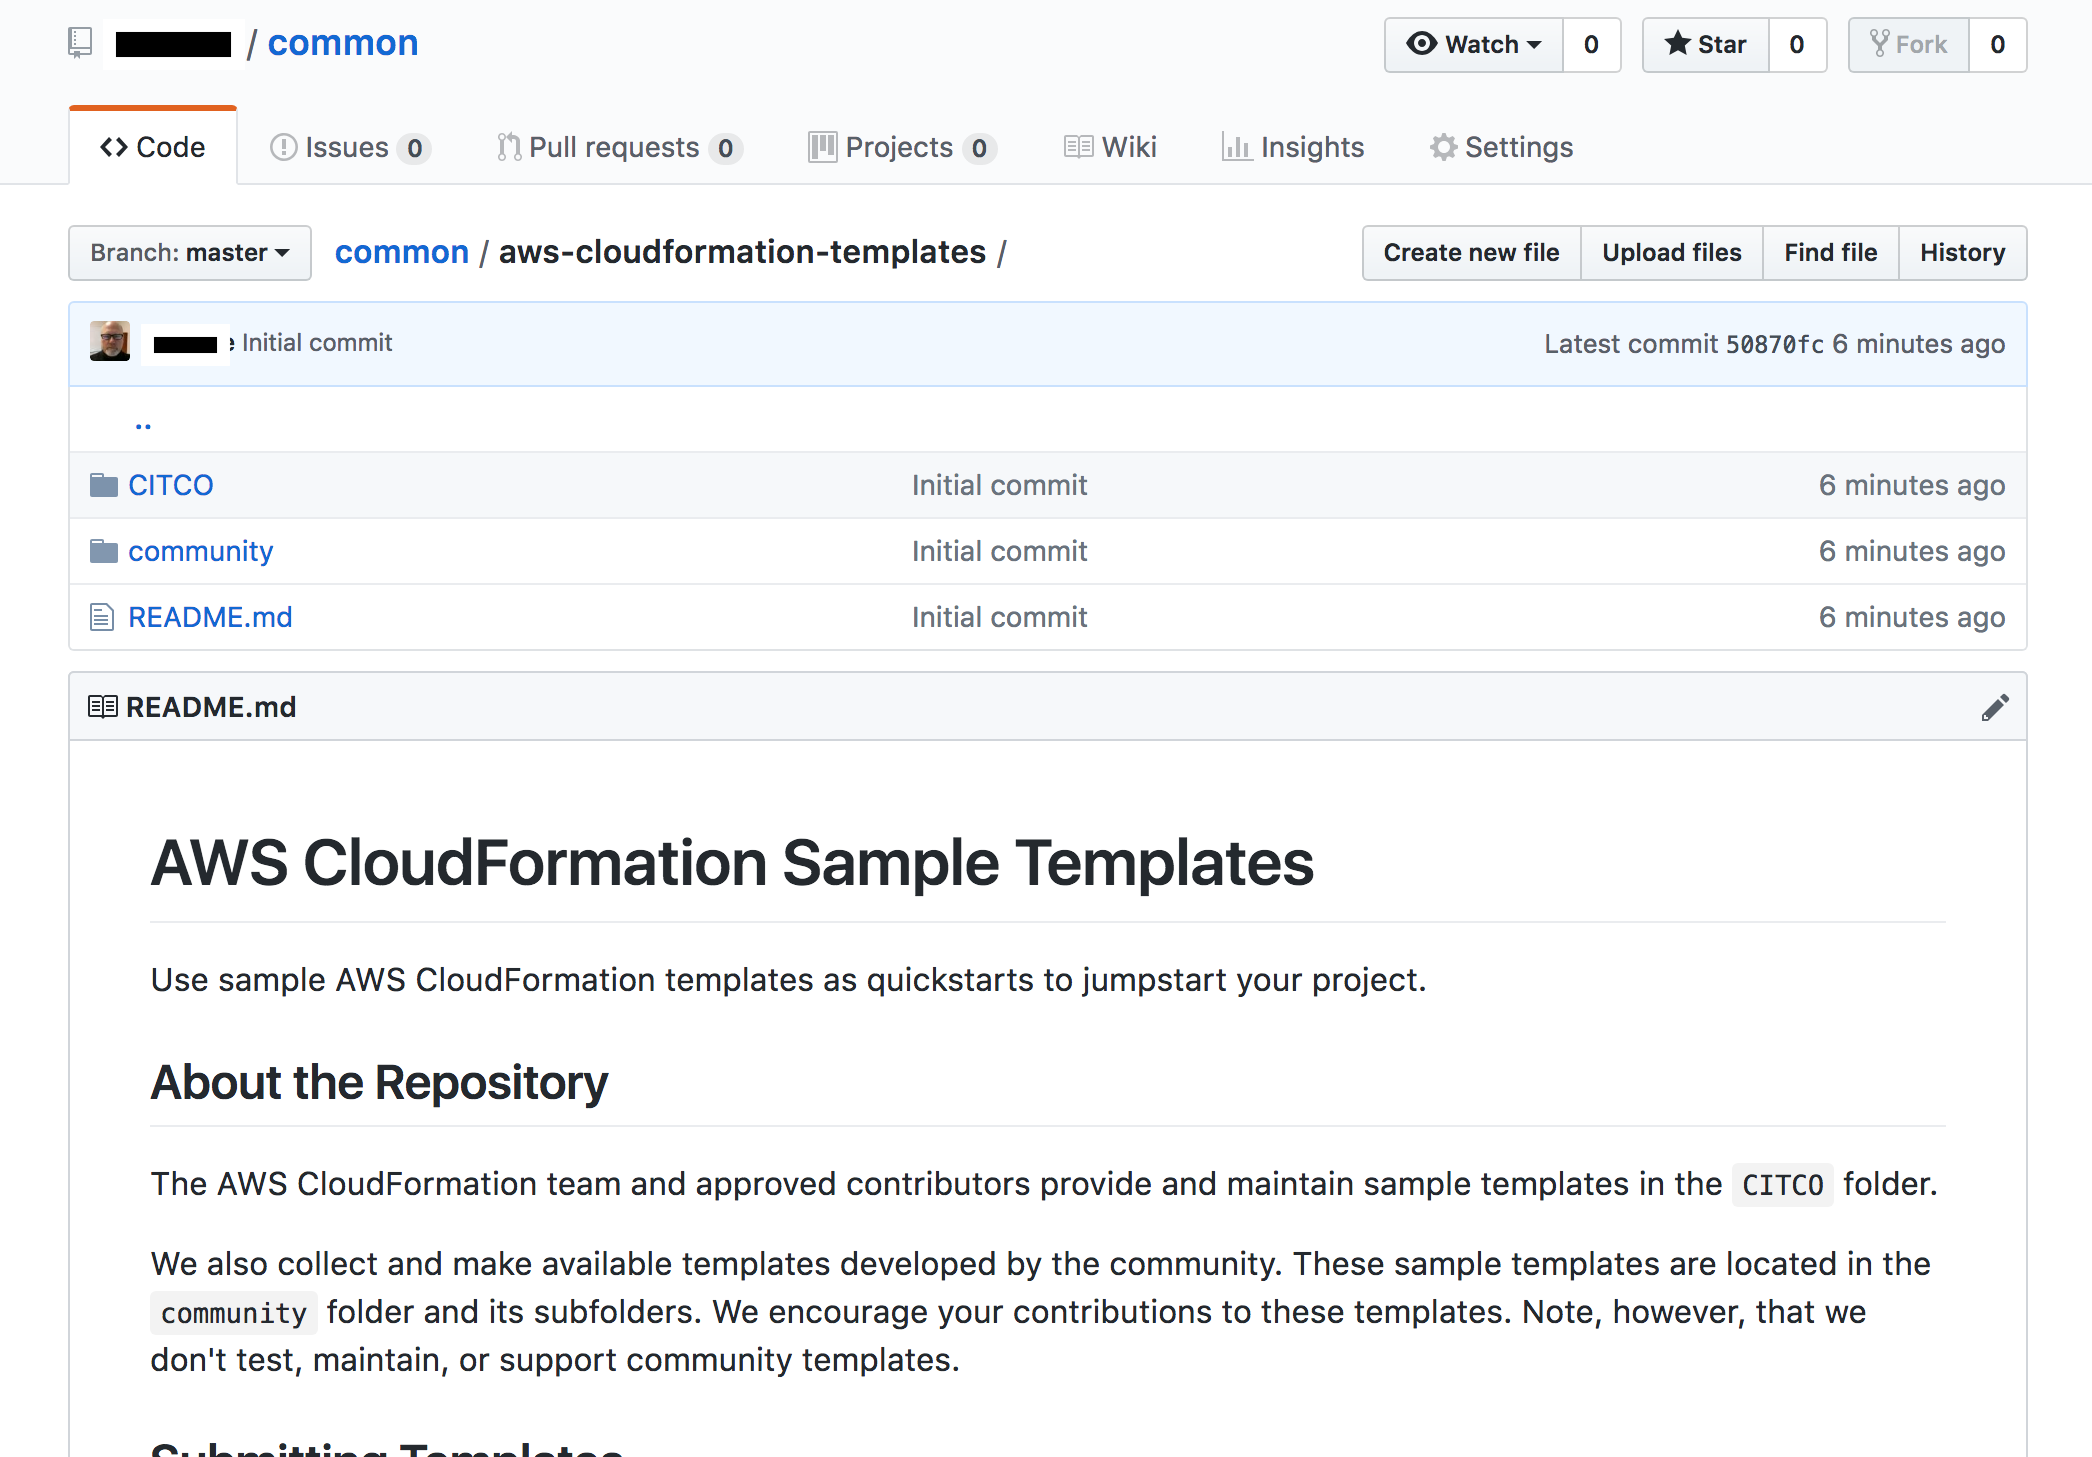 / common
Watch 0 Star 0 Fork 0
Code Issues 0 Pull requests 0 Projects 0 Wiki Insights Settings
Branch: master common / aws-cloudformation-templates / Create new file Upload files Find file History
Initial commit Latest commit 50870fc 6 minutes ago
..
CITCO Initial commit 6 minutes ago
community Initial commit 6 minutes ago
README.md Initial commit 6 minutes ago
README.md
AWS CloudFormation Sample Templates
Use sample AWS CloudFormation templates as quickstarts to jumpstart your project.
About the Repository
The AWS CloudFormation team and approved contributors provide and maintain sample templates in the CITCO folder.
We also collect and make available templates developed by the community. These sample templates are located in the
community folder and its subfolders. We encourage your contributions to these templates. Note, however, that we
don't test, maintain, or support community templates.
Submitting Templates